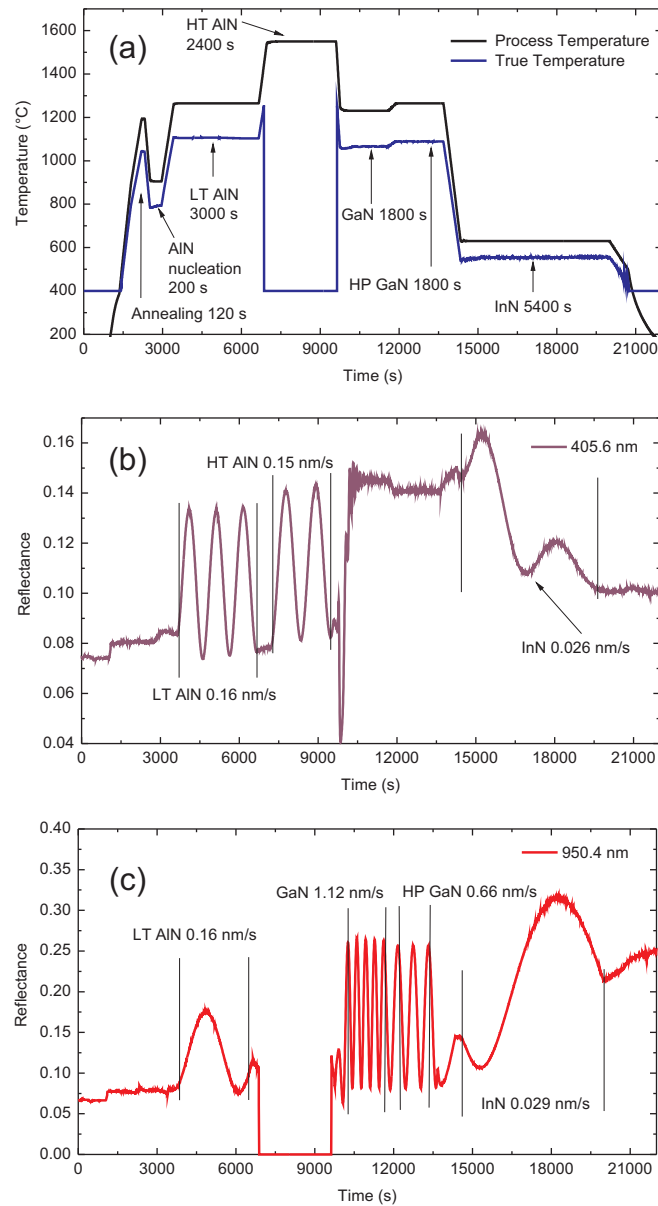 (a)
HT AlN
2400 s
Process Temperature
True Temperature
1600
1400
1200
1000
800
600
400
200
Temperature (°C)
LT AlN
3000 s
AlN
nucleation
200 s
Annealing 120 s
GaN 1800 s
HP GaN 1800 s
InN 5400 s
0 3000 6000 9000 12000 15000 18000 21000
Time (s)
(b)
405.6 nm
HT AlN 0.15 nm/s
0.16
0.14
0.12
0.10
0.08
0.06
0.04
Reflectance
LT AlN 0.16 nm/s
InN 0.026 nm/s
0 3000 6000 9000 12000 15000 18000 21000
Time (s)
(c)
950.4 nm
GaN 1.12 nm/s
HP GaN 0.66 nm/s
LT AlN 0.16 nm/s
0.40
0.35
0.30
0.25
0.20
0.15
0.10
0.05
0.00
Reflectance
InN 0.029 nm/s
0 3000 6000 9000 12000 15000 18000 21000
Time (s)